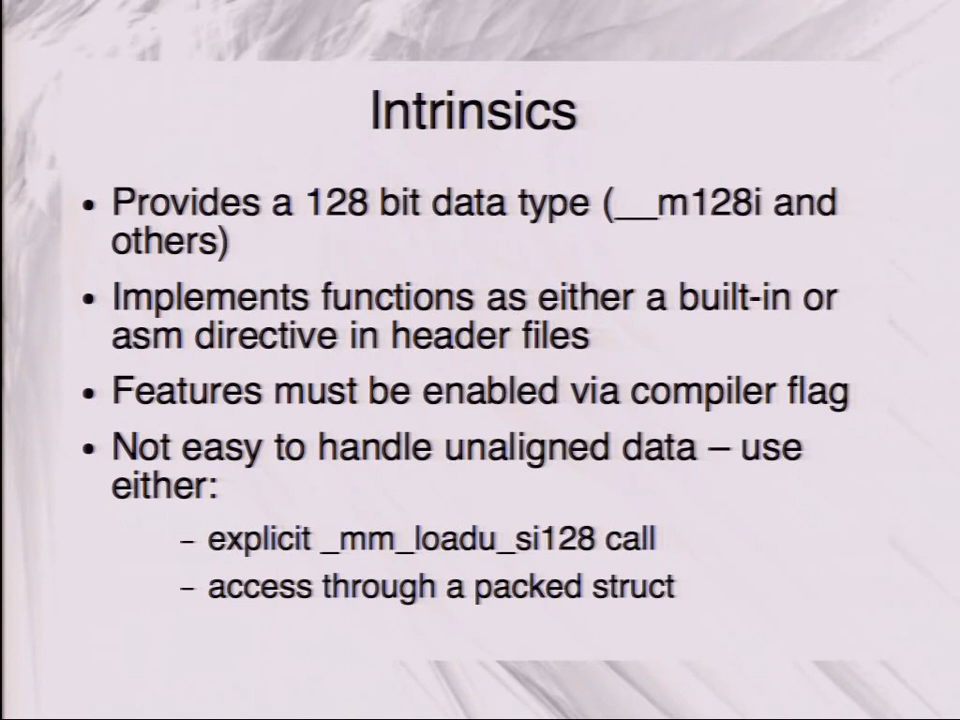 Intrinsics
• Provides a 128 bit data type (__m128i and
others)
• Implements functions as either a built-in or
asm directive in header files
• Features must be enabled via compiler flag
• Not easy to handle unaligned data – use
either:
– explicit _mm_loadu_si128 call
– access through a packed struct